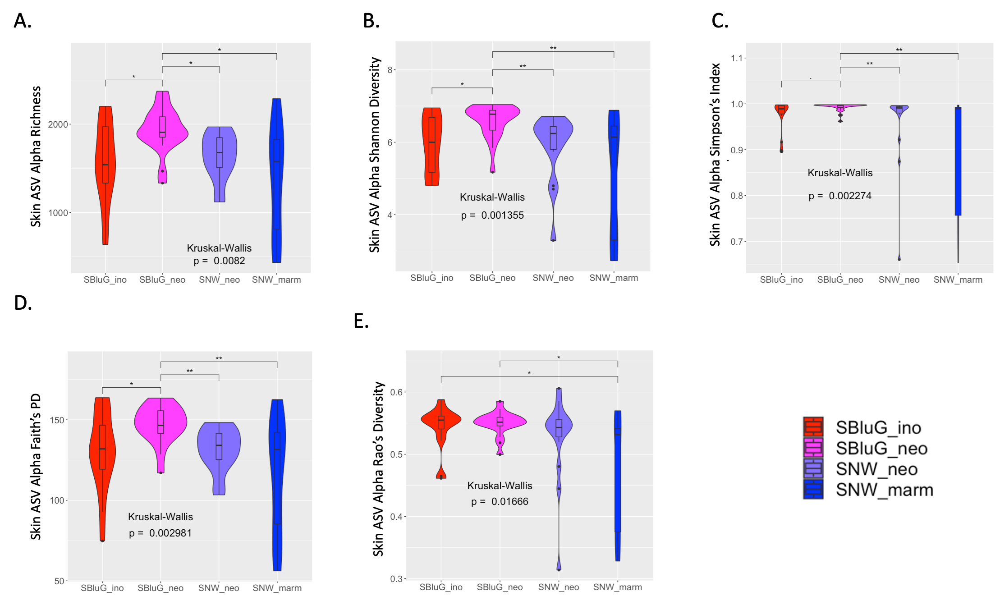 A.
Skin ASV Alpha Richness
2000
1000
*
*
*
Kruskal-Wallis
p = 0.0082
SBluG_ino SBluG_neo SNW_neo SNW_marm
B.
Skin ASV Alpha Shannon Diversity
8
6
4
**
**
*
Kruskal-Wallis
p = 0.001355
SBluG_ino SBluG_neo SNW_neo SNW_marm
C.
Skin ASV Alpha Simpson’s Index
1.1
1.0
0.9
0.8
0.7
**
**
.
Kruskal-Wallis
p = 0.002274
SBluG_ino SBluG_neo SNW_neo SNW_marm
D.
Skin ASV Alpha Faith’s PD
150
100
50
**
**
*
Kruskal-Wallis
p = 0.002981
SBluG_ino SBluG_neo SNW_neo SNW_marm
E.
Skin ASV Alpha Rao’s Diversity
0.6
0.5
0.4
0.3
*
*
Kruskal-Wallis
p = 0.01666
SBluG_ino SBluG_neo SNW_neo SNW_marm
SBluG_ino
SBluG_neo
SNW_neo
SNW_marm